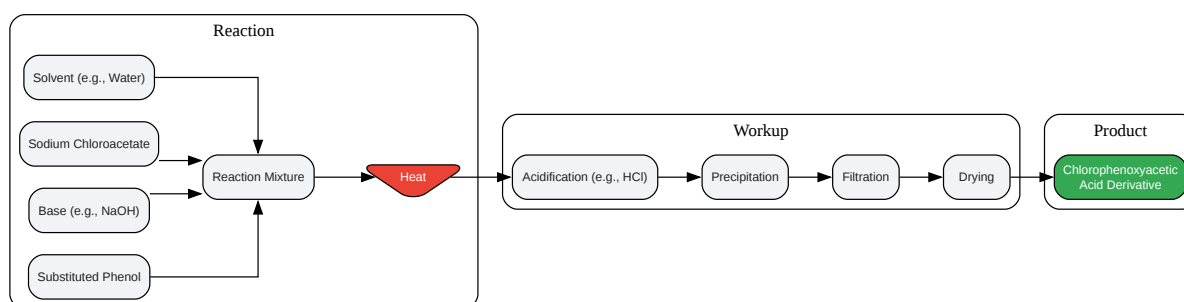 Reaction
Solvent (e.g., Water)
Sodium Chloroacetate
Base (e.g., NaOH)
Substituted Phenol
Reaction Mixture
Heat
Workup
Acidification (e.g., HCl)
Precipitation
Filtration
Drying
Product
Chlorophenoxyacetic
Acid Derivative